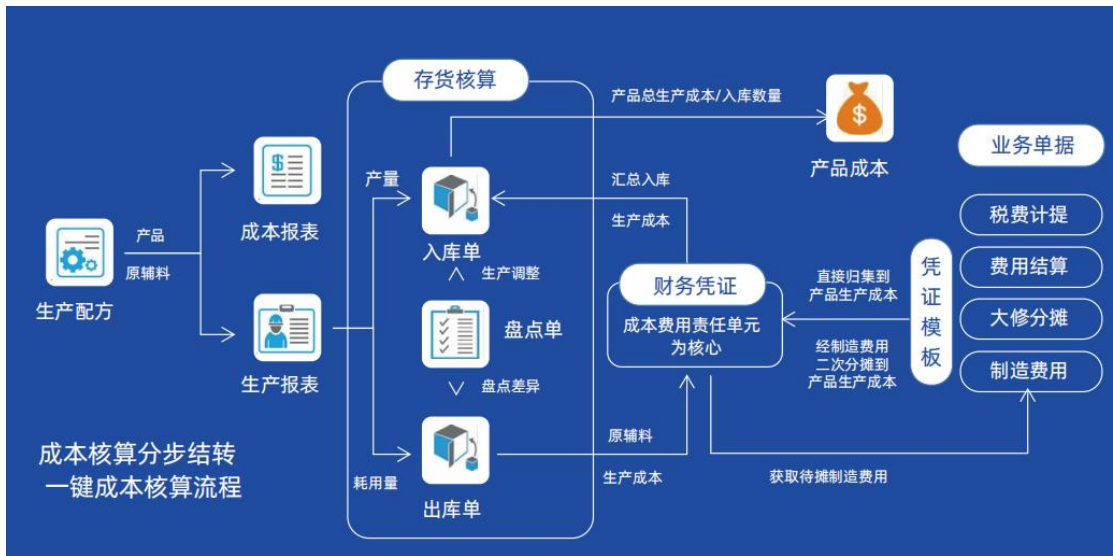 存货核算
产品总生产成本/入库数量
产品成本
业务单据
税费计提
费用结算
大修分摊
制造费用
凭证模板
成本报表
产量
入库单
汇总入库
生产成本
生产配方
产品
原辅料
生产报表
生产调整
盘点单
盘点差异
财务凭证
成本费用责任单元
为核心
直接归集到
产品生产成本
经制造费用
二次分摊到
产品生产成本
耗用量
出库单
原辅料
生产成本
获取待摊制造费用
成本核算分步结转
一键成本核算流程